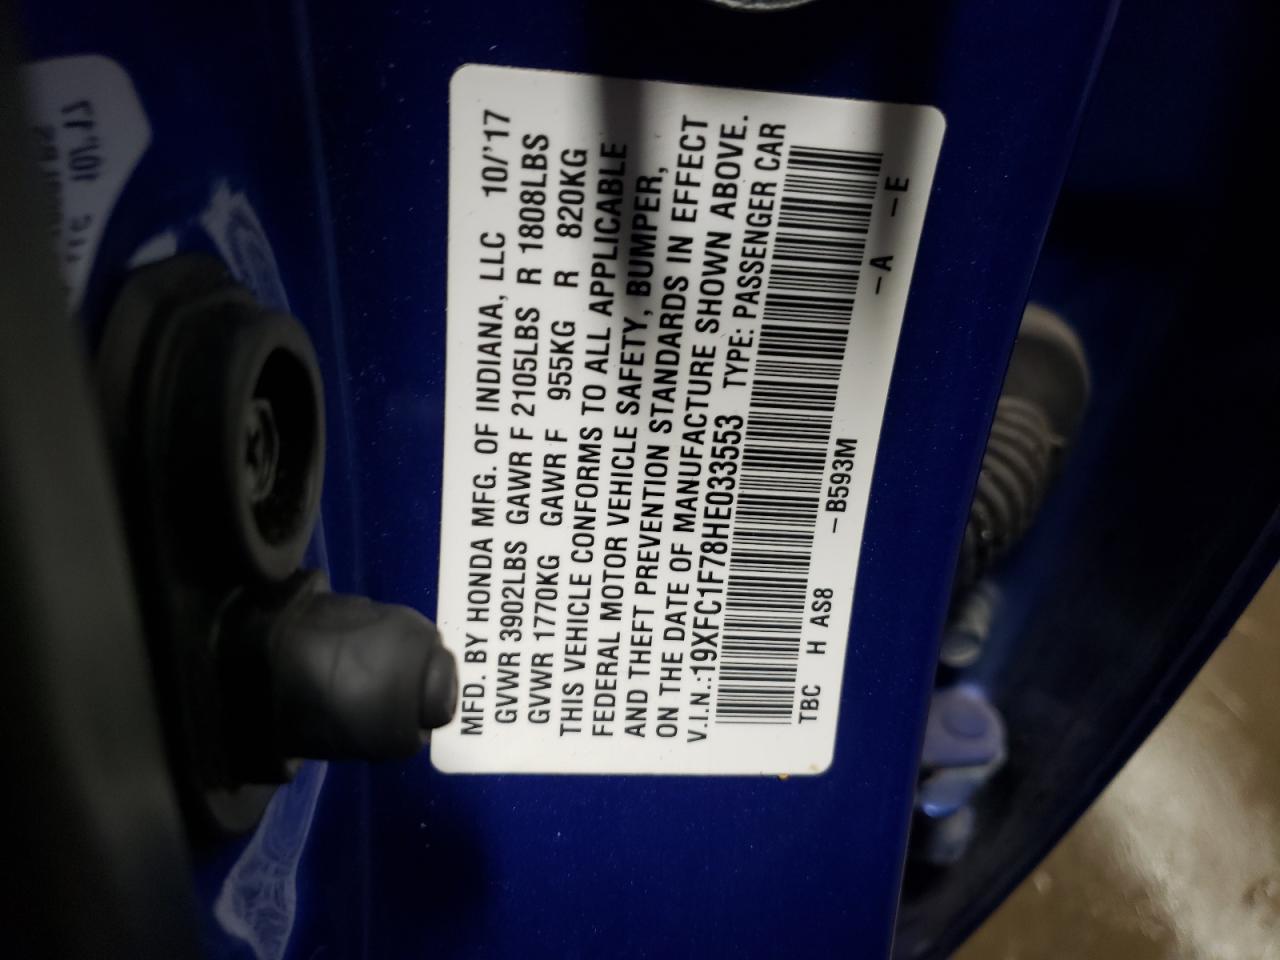 MFD. BY HONDA MFG. OF INDIANA, LLC 10/'17
GVWR 3902LBS GAWR F 2105LBS R 1808LBS
GVWR 1770KG GAWR F 955KG R 820KG
THIS VEHICLE CONFORMS TO ALL APPLICABLE
FEDERAL MOTOR VEHICLE SAFETY, BUMPER,
AND THEFT PREVENTION STANDARDS IN EFFECT
ON THE DATE OF MANUFACTURE SHOWN ABOVE.
V.I.N.:19XFC1F78HE033553 TYPE: PASSENGER CAR
TBC H AS8 –B593M –A –E